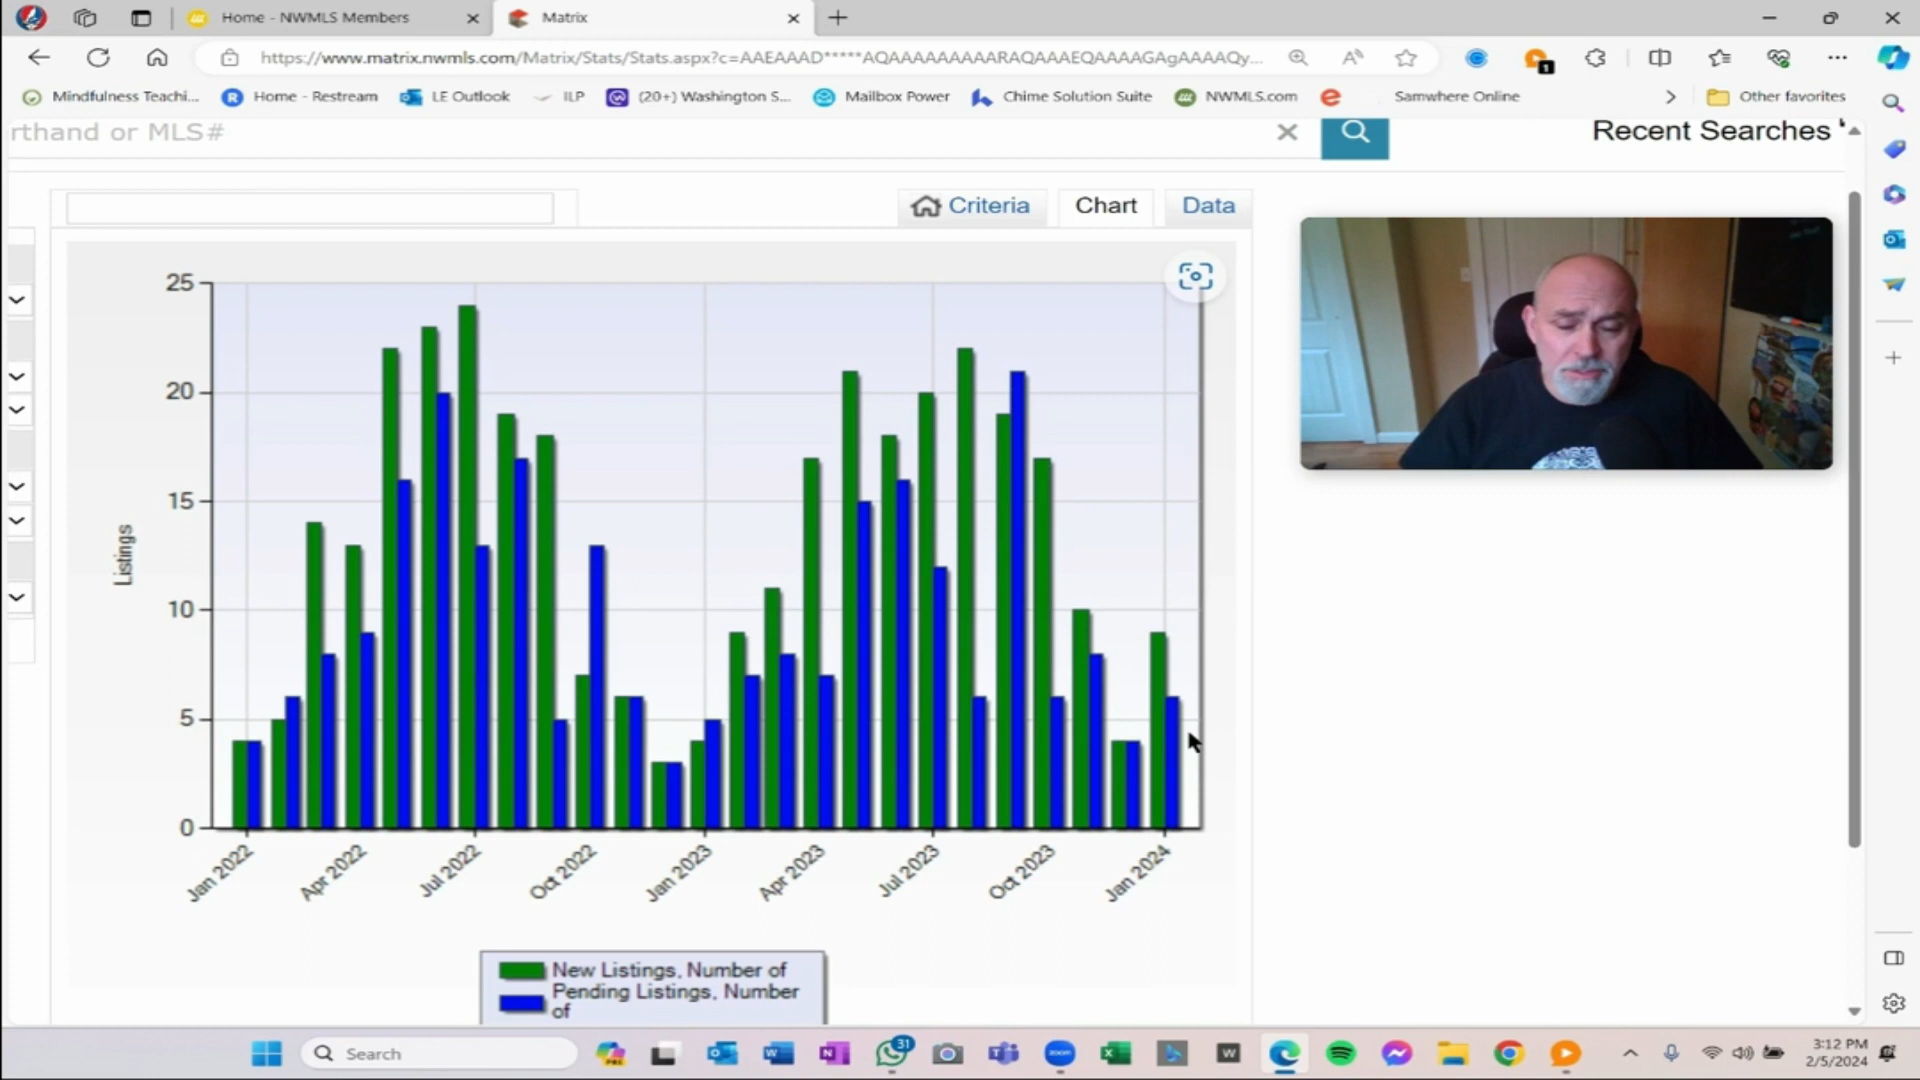 Home - NWMLS Members
Matrix
https://www.matrix.nwmls.com/Matrix/Stats/Stats.aspx?c=AAEAAAD*****AQAAAAAAAAARAQAAAEQAAAAGAgAAAAQy...
1
Mindfulness Teachi...
Home - Restream
LE Outlook
ILP
(20+) Washington S...
Mailbox Power
Chime Solution Suite
NWMLS.com
Samwhere Online
Other favorites
rthand or MLS#
Recent Searches
Criteria
Chart
Data
25
20
15
10
5
0
Listings
Jan 2022
Apr 2022
Jul 2022
Oct 2022
Jan 2023
Apr 2023
Jul 2023
Oct 2023
Jan 2024
New Listings, Number of
Pending Listings, Number
of
Search
31
3:12 PM
2/5/2024